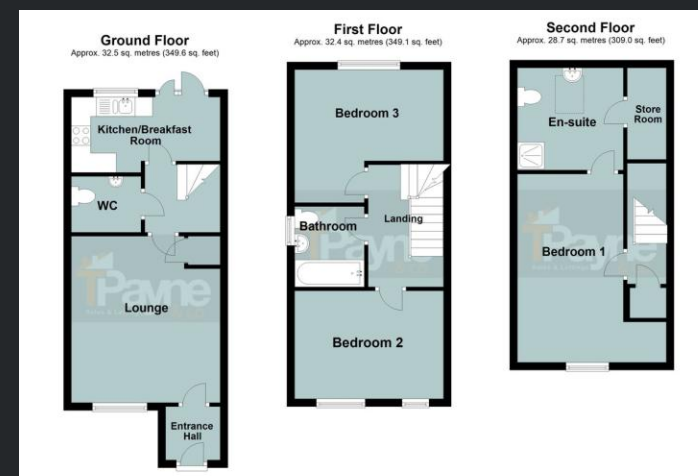 Ground Floor
Approx. 32.5 sq. metres (349.6 sq. feet)
Kitchen/Breakfast
Room
WC
Payne
Lounge
Entrance
Hall
First Floor
Approx. 32.4 sq. metres (349.1 sq. feet)
Bedroom 3
Landing
Bathroom
Payne
Bedroom 2
Second Floor
Approx. 28.7 sq. metres (309.0 sq. feet)
En-suite
Store
Room
Bedroom 1